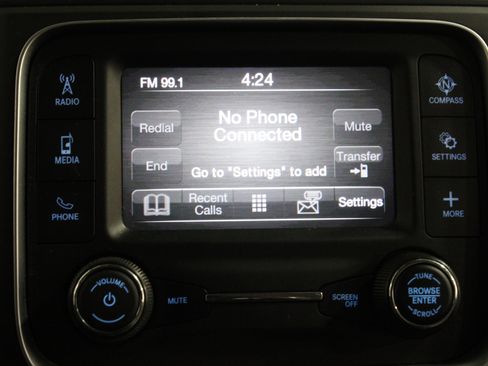 FM 99.1 4:24
RADIO
MEDIA
PHONE
No Phone
Connected
Redial
Mute
End
Go to "Settings" to add
Transfer
Recent
Calls
Settings
N
COMPASS
SETTINGS
MORE
VOLUME
MUTE
SCREEN
OFF
TUNE
BROWSE
ENTER
SCROLL